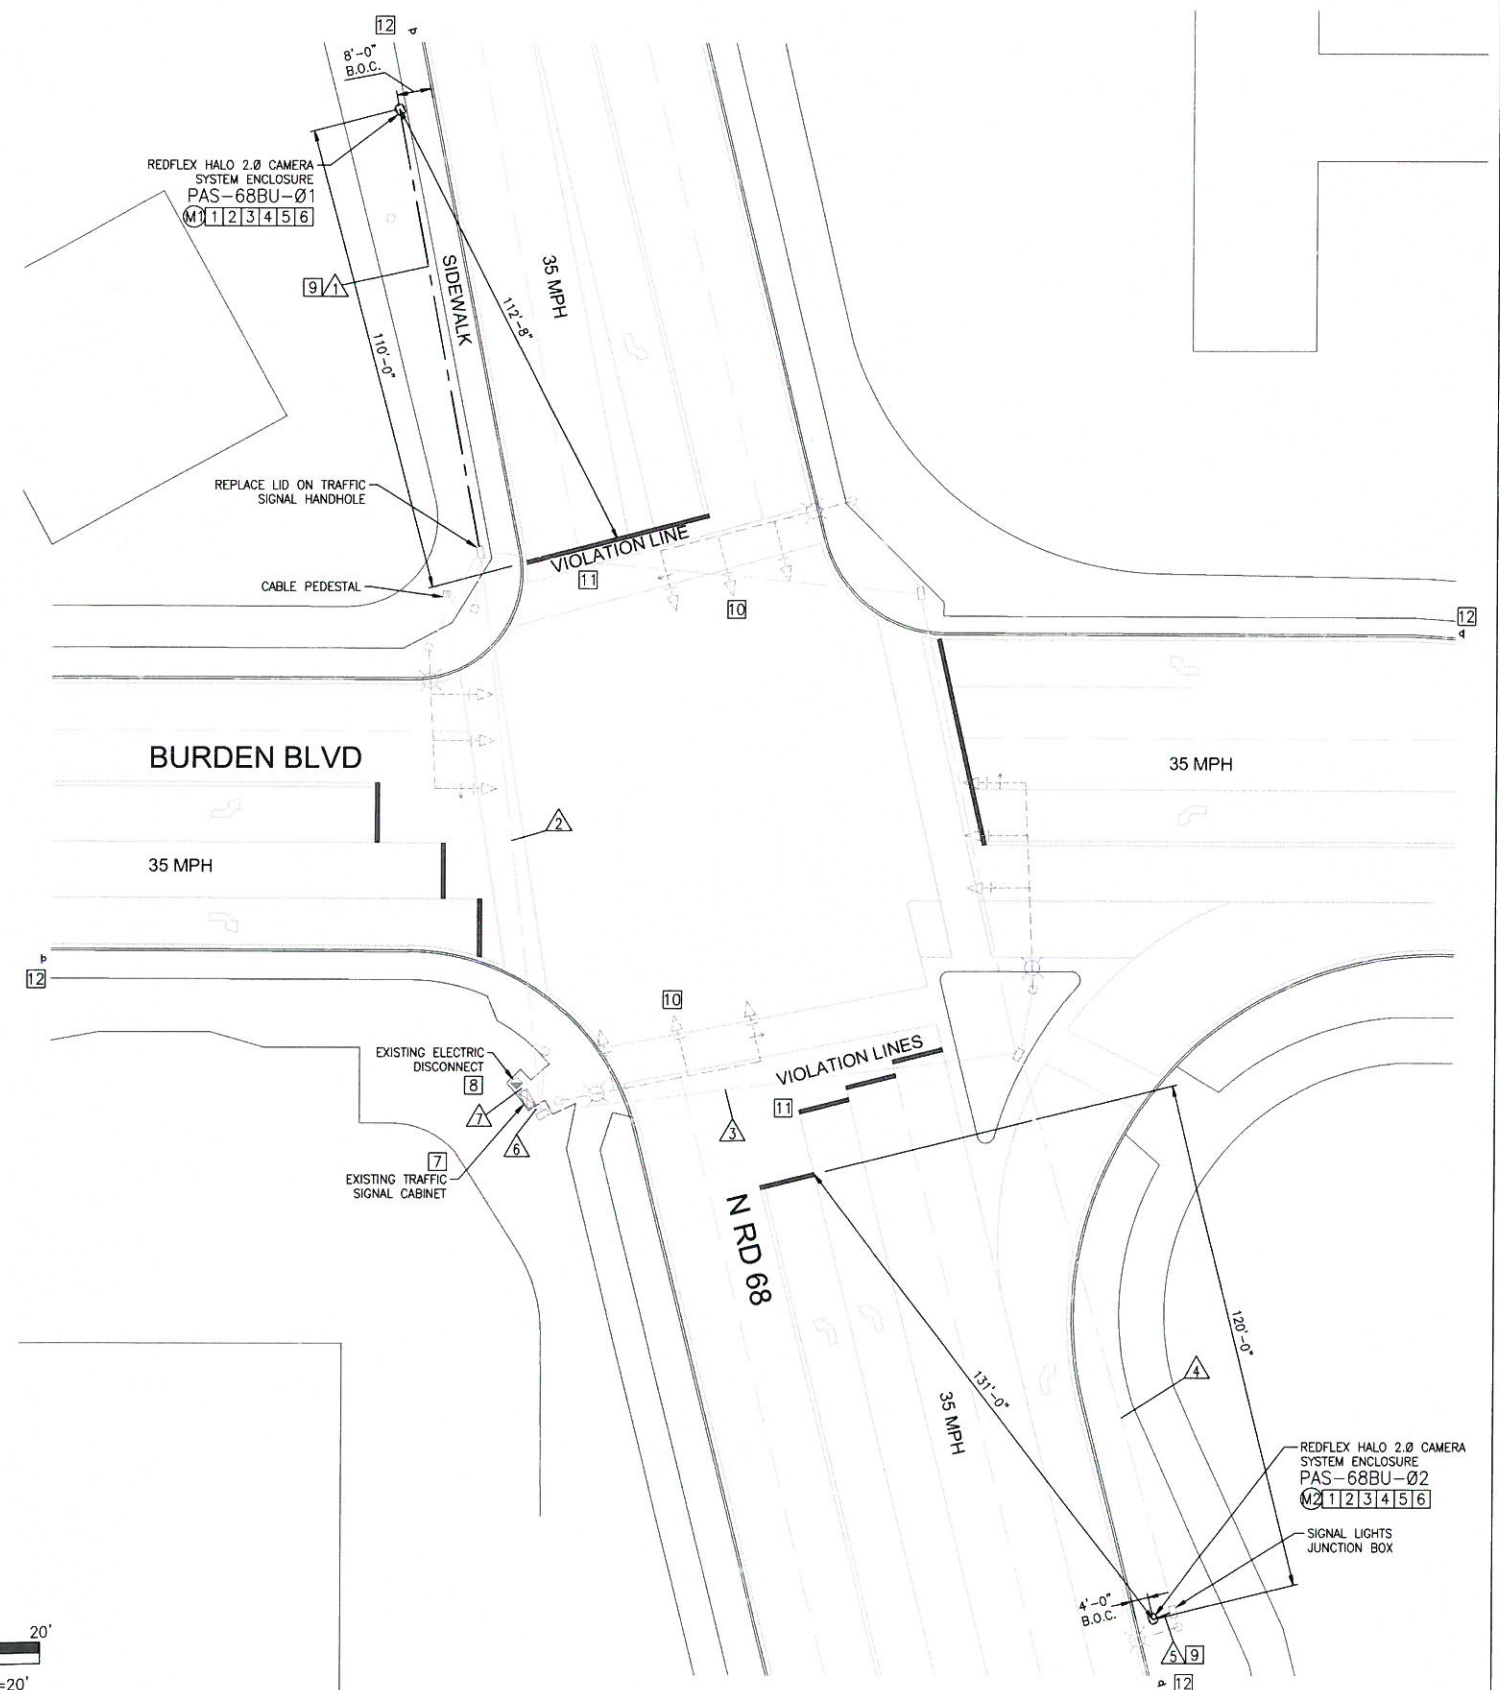 12
8'-0"
B.O.C.
REDFLEX HALO 2.Ø CAMERA
SYSTEM ENCLOSURE
PAS-68BU-Ø1
M1 1 2 3 4 5 6
9 1
SIDEWALK
35 MPH
112'-8"
110'-0"
REPLACE LID ON TRAFFIC
SIGNAL HANDHOLE
VIOLATION LINE
11
CABLE PEDESTAL
10
12
BURDEN BLVD
35 MPH
2
35 MPH
12
10
EXISTING ELECTRIC
DISCONNECT
8
7
6
7
EXISTING TRAFFIC
SIGNAL CABINET
VIOLATION LINES
11
3
N RD 68
131'-0"
35 MPH
120'-0"
4
REDFLEX HALO 2.Ø CAMERA
SYSTEM ENCLOSURE
PAS-68BU-Ø2
M2 1 2 3 4 5 6
SIGNAL LIGHTS
JUNCTION BOX
4'-0"
B.O.C.
5 9
12
20'
=20'